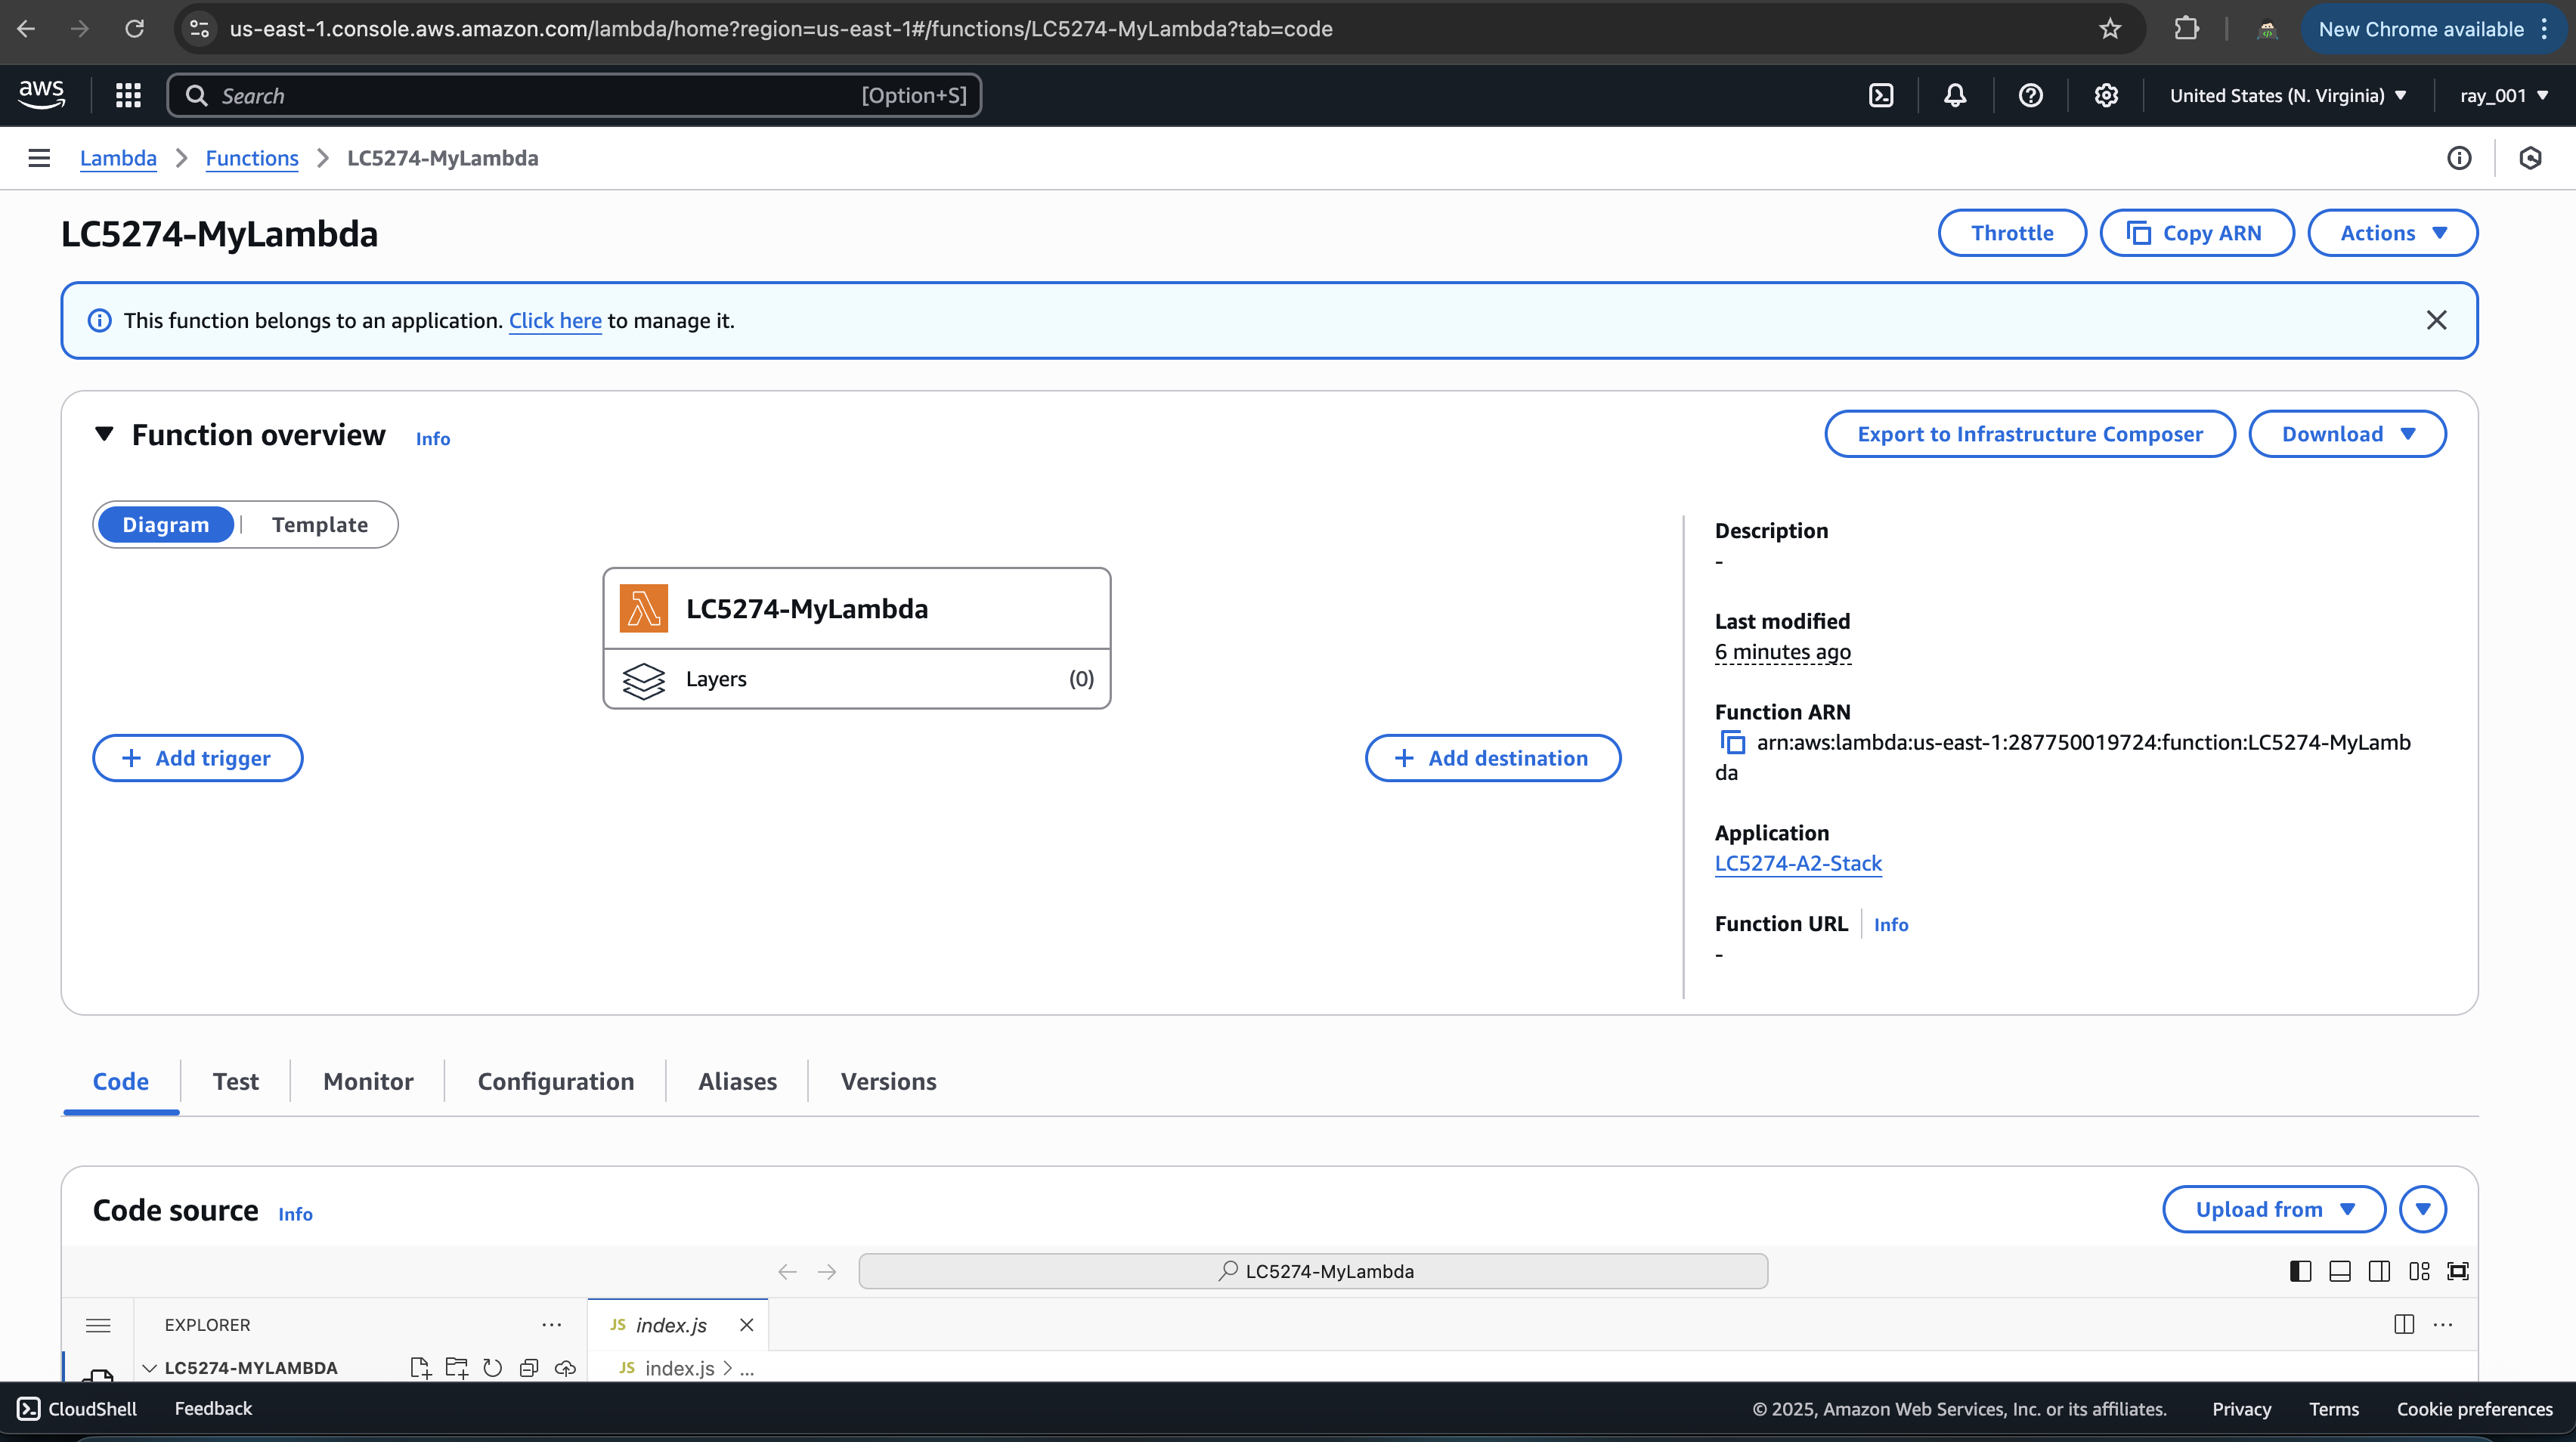 us-east-1.console.aws.amazon.com/lambda/home?region=us-east-1#/functions/LC5274-MyLambda?tab=code
New Chrome available
aws
Search
[Option+S]
United States (N. Virginia)
ray_001
Lambda
Functions
LC5274-MyLambda
LC5274-MyLambda
Throttle
Copy ARN
Actions
This function belongs to an application. Click here to manage it.
Function overview
Info
Export to Infrastructure Composer
Download
Diagram
Template
LC5274-MyLambda
Layers
(0)
Add trigger
Add destination
Description
-
Last modified
6 minutes ago
Function ARN
arn:aws:lambda:us-east-1:287750019724:function:LC5274-MyLamb
da
Application
LC5274-A2-Stack
Function URL
Info
-
Code
Test
Monitor
Configuration
Aliases
Versions
Code source
Info
Upload from
LC5274-MyLambda
EXPLORER
JS index.js
LC5274-MYLAMBDA
JS index.js > ...
CloudShell
Feedback
© 2025, Amazon Web Services, Inc. or its affiliates.
Privacy
Terms
Cookie preferences